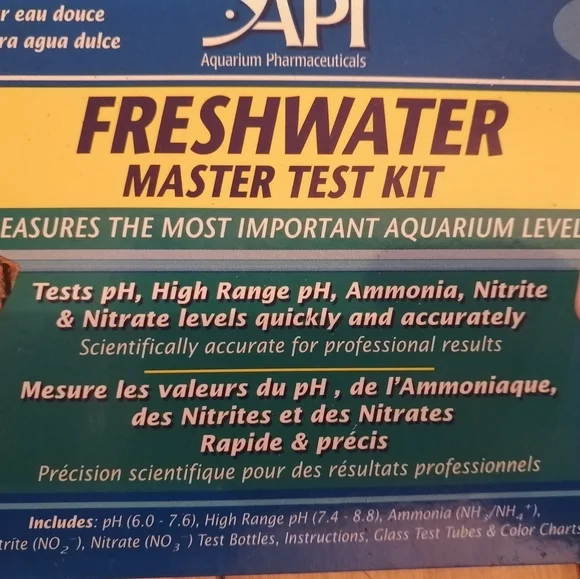 r eau douce
ra agua dulce
API
Aquarium Pharmaceuticals
FRESHWATER
MASTER TEST KIT
EASURES THE MOST IMPORTANT AQUARIUM LEVEL
Tests pH, High Range pH, Ammonia, Nitrite
& Nitrate levels quickly and accurately
Scientifically accurate for professional results
Mesure les valeurs du pH , de l'Ammoniaque,
des Nitrites et des Nitrates
Rapide & précis
Précision scientifique pour des résultats professionnels
Includes: pH (6.0 - 7.6), High Range pH (7.4 - 8.8), Ammonia (NH₃/NH₄⁺),
trite (NO₂⁻), Nitrate (NO₃⁻) Test Bottles, Instructions, Glass Test Tubes & Color Charts